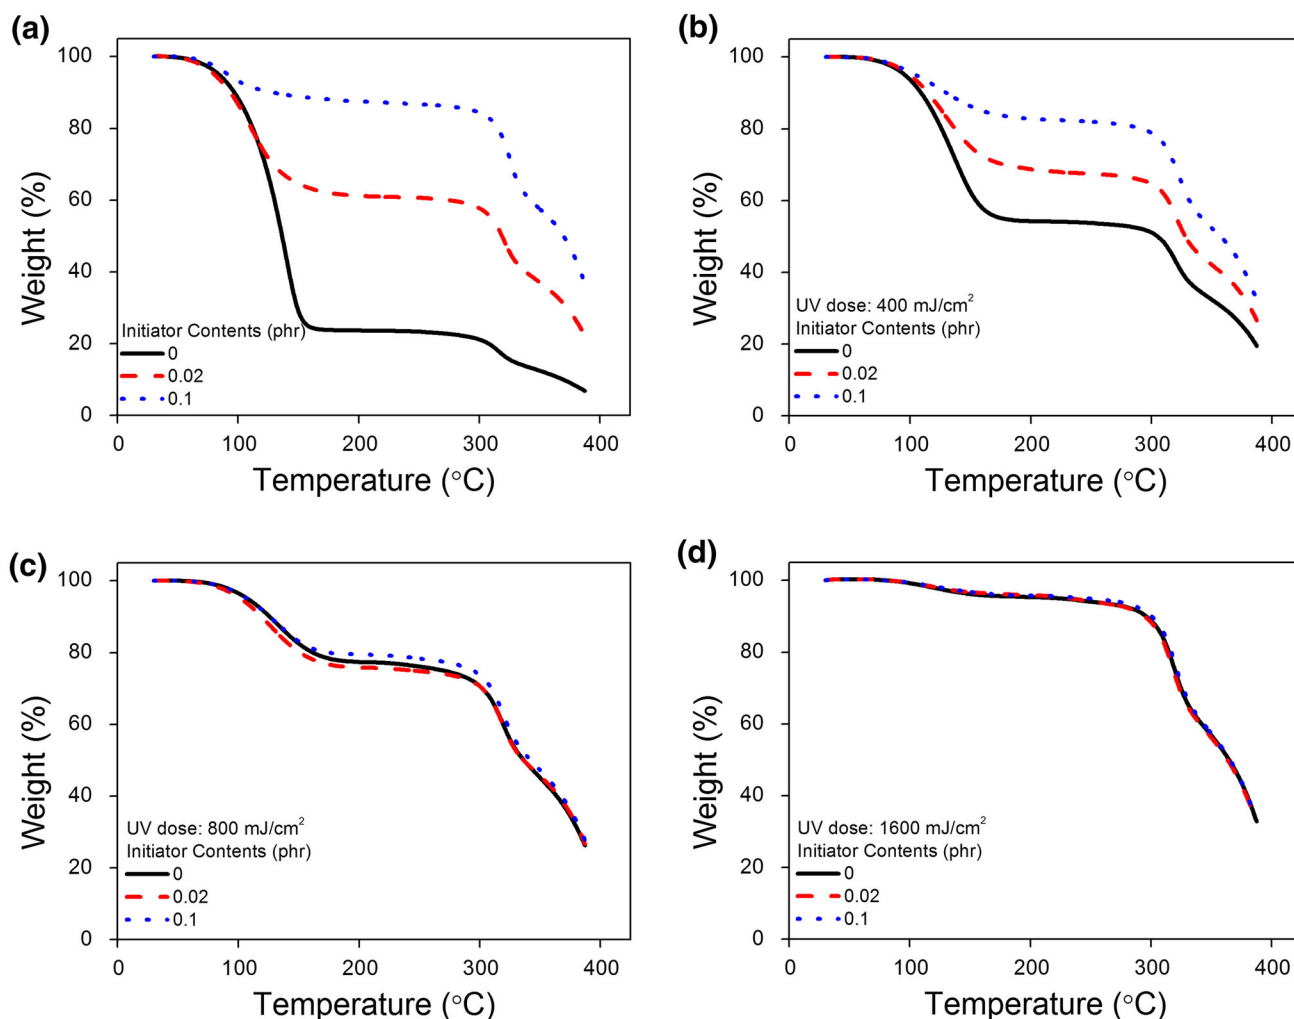 (a)
100
80
60
40
20
0
Weight (%)
Initiator Contents (phr)
0
0.02
0.1
0 100 200 300 400
Temperature (°C)
(b)
100
80
60
40
20
0
Weight (%)
UV dose: 400 mJ/cm²
Initiator Contents (phr)
0
0.02
0.1
0 100 200 300 400
Temperature (°C)
(c)
100
80
60
40
20
0
Weight (%)
UV dose: 800 mJ/cm²
Initiator Contents (phr)
0
0.02
0.1
0 100 200 300 400
Temperature (°C)
(d)
100
80
60
40
20
0
Weight (%)
UV dose: 1600 mJ/cm²
Initiator Contents (phr)
0
0.02
0.1
0 100 200 300 400
Temperature (°C)